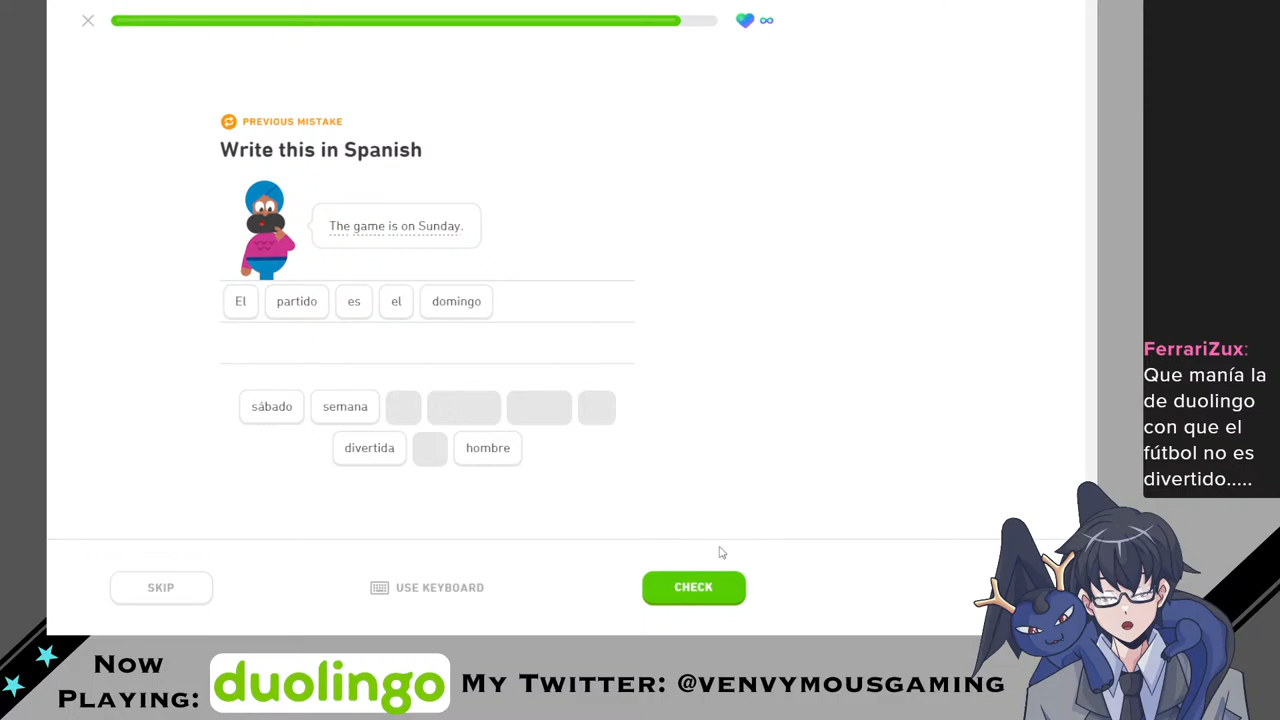 PREVIOUS MISTAKE
Write this in Spanish
The game is on Sunday.
El partido es el domingo
sábado semana
divertida hombre
SKIP USE KEYBOARD CHECK
FerrariZux:
Que manía la
de duolingo
con que el
fútbol no es
divertido.....
Now
Playing: duolingo My Twitter: @venvymousgaming